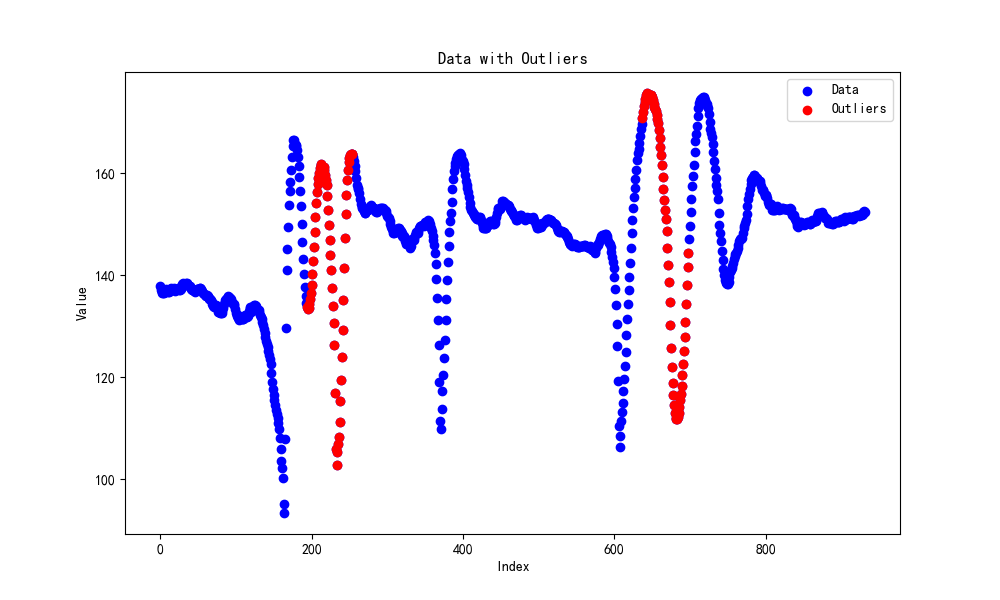 Data with Outliers
Data
Outliers
160
140
120
100
Value
0 200 400 600 800
Index